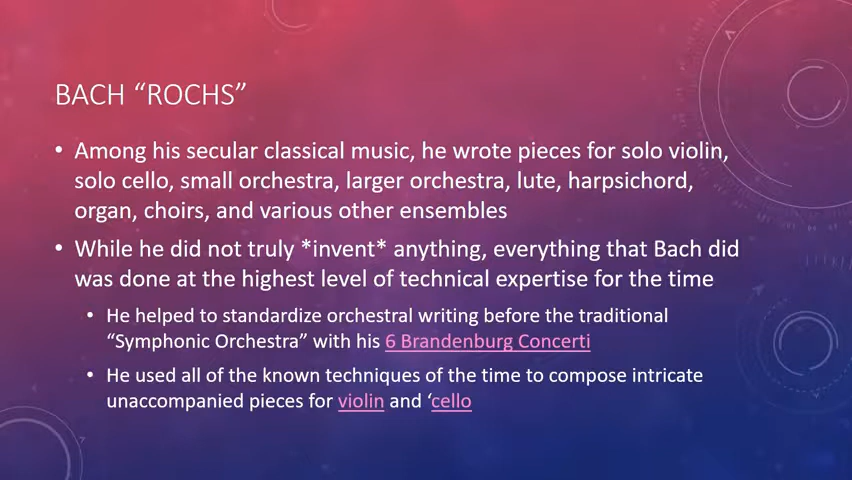 BACH “ROCHS”
• Among his secular classical music, he wrote pieces for solo violin,
solo cello, small orchestra, larger orchestra, lute, harpsichord,
organ, choirs, and various other ensembles
• While he did not truly *invent* anything, everything that Bach did
was done at the highest level of technical expertise for the time
• He helped to standardize orchestral writing before the traditional
“Symphonic Orchestra” with his 6 Brandenburg Concerti
• He used all of the known techniques of the time to compose intricate
unaccompanied pieces for violin and ‘cello